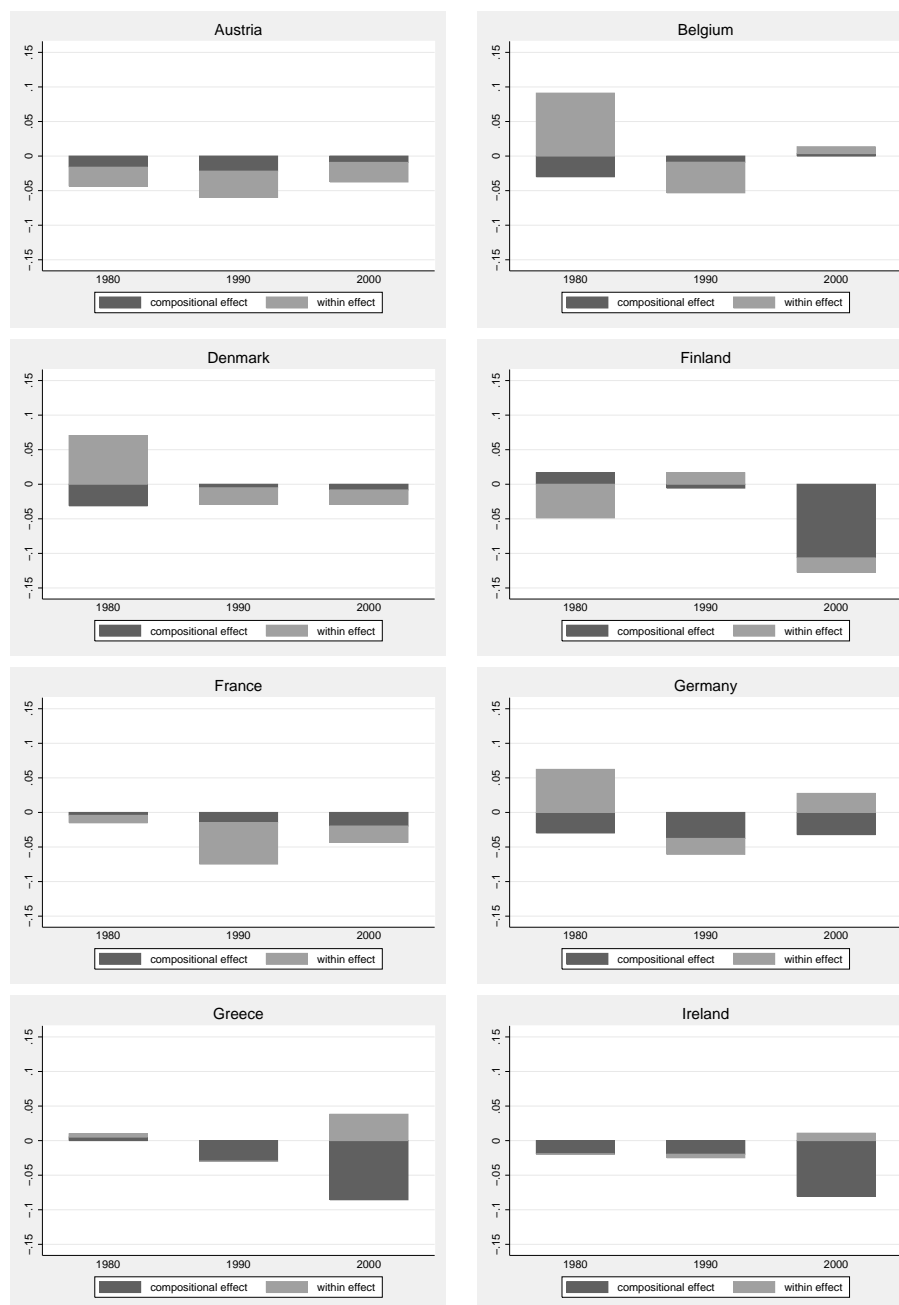 Austria
.15
.1
.05
0
−.05
−.1
−.15
1980 1990 2000
compositional effect within effect
Belgium
.15
.1
.05
0
−.05
−.1
−.15
1980 1990 2000
compositional effect within effect
Denmark
.15
.1
.05
0
−.05
−.1
−.15
1980 1990 2000
compositional effect within effect
Finland
.15
.1
.05
0
−.05
−.1
−.15
1980 1990 2000
compositional effect within effect
France
.15
.1
.05
0
−.05
−.1
−.15
1980 1990 2000
compositional effect within effect
Germany
.15
.1
.05
0
−.05
−.1
−.15
1980 1990 2000
compositional effect within effect
Greece
.15
.1
.05
0
−.05
−.1
−.15
1980 1990 2000
compositional effect within effect
Ireland
.15
.1
.05
0
−.05
−.1
−.15
1980 1990 2000
compositional effect within effect